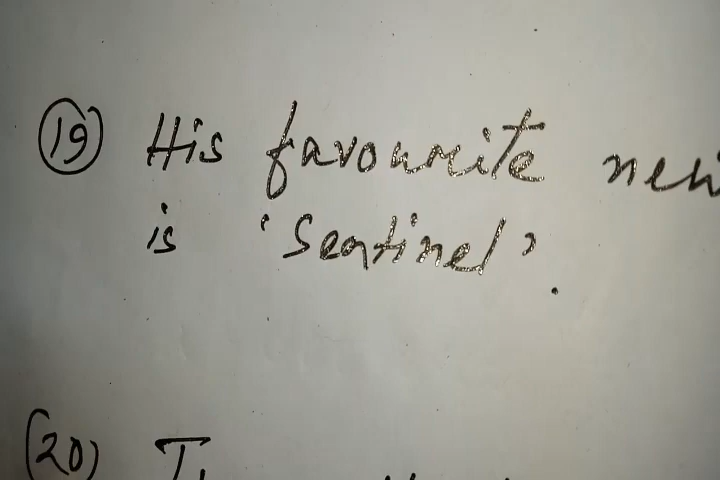 (19) His favourite
is 'Sentinel'.
(20)